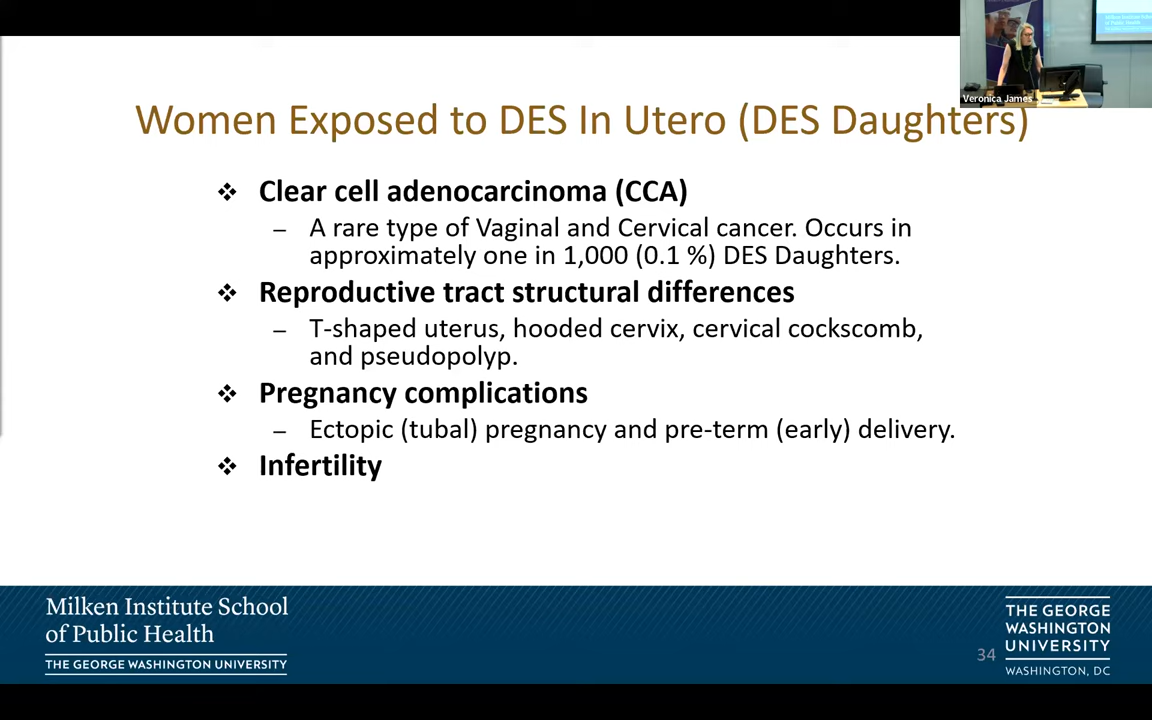 Veronica James
Women Exposed to DES In Utero (DES Daughters)
❖ Clear cell adenocarcinoma (CCA)
– A rare type of Vaginal and Cervical cancer. Occurs in
approximately one in 1,000 (0.1 %) DES Daughters.
❖ Reproductive tract structural differences
– T-shaped uterus, hooded cervix, cervical cockscomb,
and pseudopolyp.
❖ Pregnancy complications
– Ectopic (tubal) pregnancy and pre-term (early) delivery.
❖ Infertility
Milken Institute School
of Public Health
THE GEORGE WASHINGTON UNIVERSITY
34
THE GEORGE
WASHINGTON
UNIVERSITY
WASHINGTON, DC